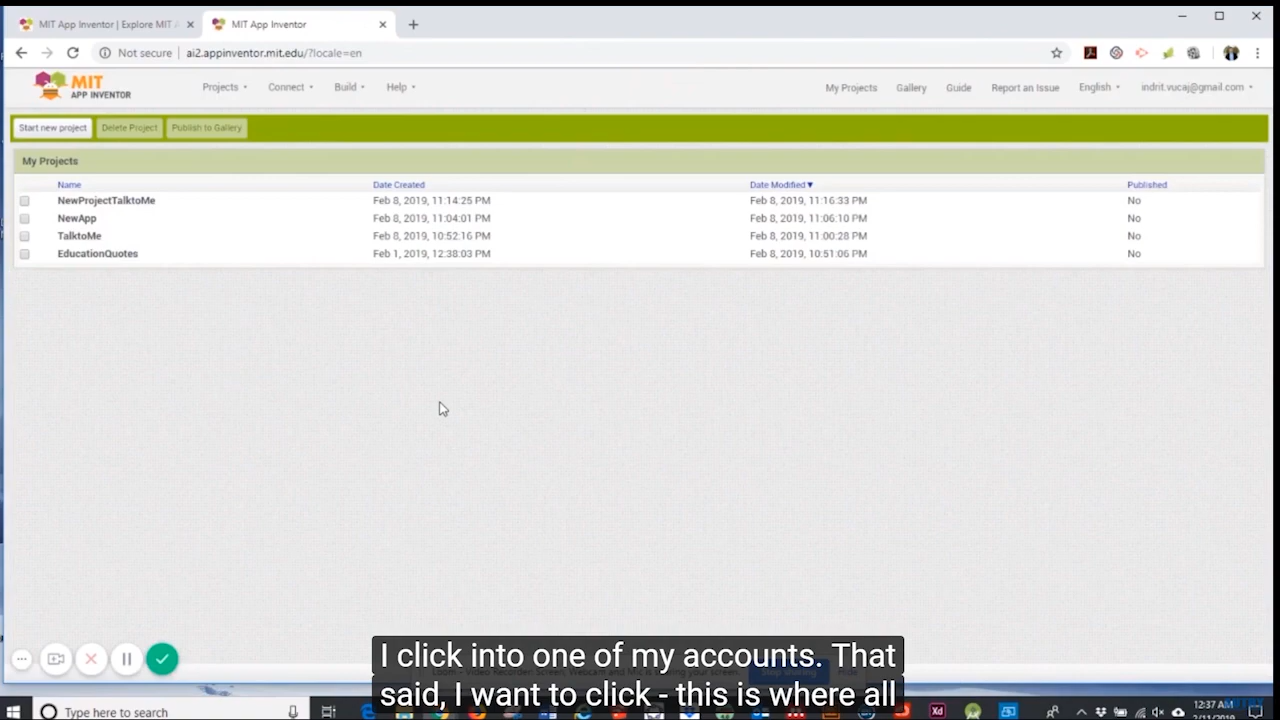 MIT App Inventor | Explore MIT A
MIT App Inventor
Not secure | ai2.appinventor.mit.edu/?locale=en
MIT
APP INVENTOR
Projects Connect Build Help
My Projects Gallery Guide Report an Issue English indrit.vucaj@gmail.com
Start new project Delete Project Publish to Gallery
My Projects
Name Date Created Date Modified▼ Published
NewProjectTalktoMe Feb 8, 2019, 11:14:25 PM Feb 8, 2019, 11:16:33 PM No
NewApp Feb 8, 2019, 11:04:01 PM Feb 8, 2019, 11:06:10 PM No
TalktoMe Feb 8, 2019, 10:52:16 PM Feb 8, 2019, 11:00:28 PM No
EducationQuotes Feb 1, 2019, 12:38:03 PM Feb 8, 2019, 10:51:06 PM No
I click into one of my accounts. That
said, I want to click - this is where all
Type here to search
Xd
12:37 AM